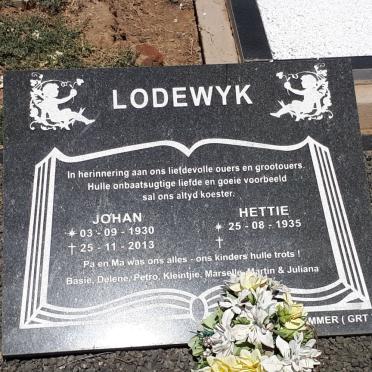 LODEWYK
In herinnering aan ons liefdevolle ouers en grootouers.
Hulle onbaatsugtige liefde en goeie voorbeeld
sal ons altyd koester.
JOHAN
03 - 09 - 1930
† 25 - 11 - 2013
HETTIE
25 - 08 - 1935
†
Pa en Ma was ons alles - ons kinders hulle trots !
Basie, Delene, Petro, Kleintjie, Marselle, Martin & Juliana